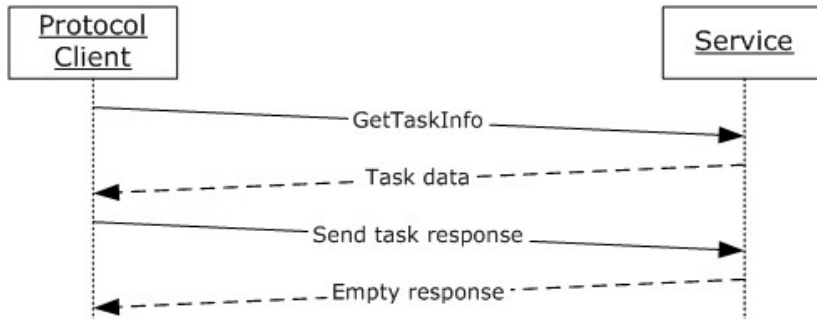 Protocol
Client
Service
GetTaskInfo
Task data
Send task response
Empty response